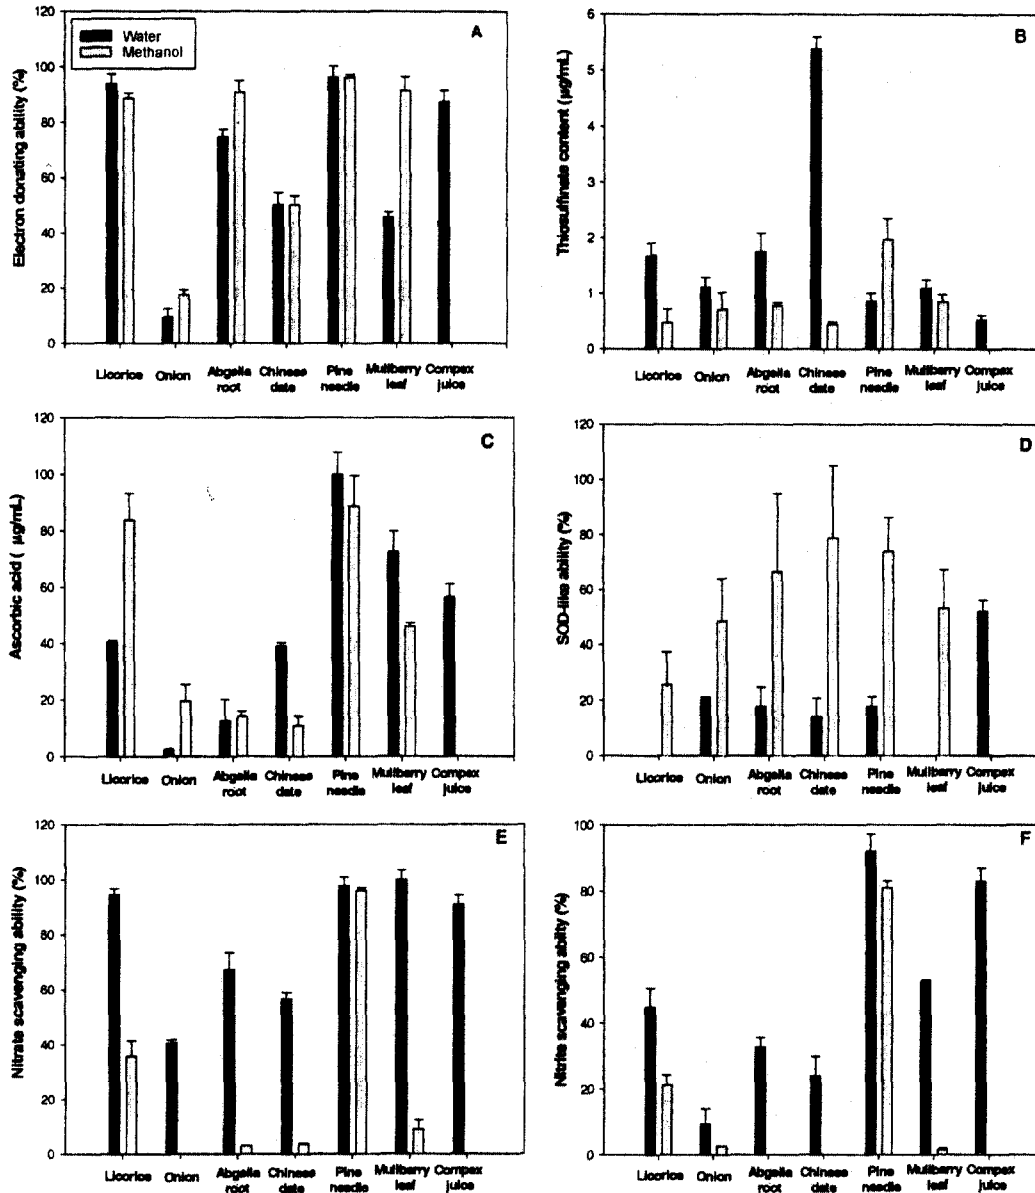 A
Water
Methanol
Electron donating ability (%)
120
100
80
60
40
20
0
Licorice Onion Abgelia root Chinese date Pine needle Mullberry leaf Compex juice
B
Thiosulfinate content (µg/mL)
6
5
4
3
2
1
0
Licorice Onion Abgelia root Chinese date Pine needle Mullberry leaf Compex juice
C
Ascorbic acid ( µg/mL)
120
100
80
60
40
20
0
Licorice Onion Abgelia root Chinese date Pine needle Mullberry leaf Compex juice
D
SOD-like ability (%)
120
100
80
60
40
20
0
Licorice Onion Abgelia root Chinese date Pine needle Mullberry leaf Compex juice
E
Nitrate scavenging ability (%)
120
100
80
60
40
20
0
Licorice Onion Abgelia root Chinese date Pine needle Mullberry leaf Compex juice
F
Nitrite scavenging ability (%)
100
80
60
40
20
0
Licorice Onion Abgelia root Chinese date Pine needle Mullberry leaf Compex juice